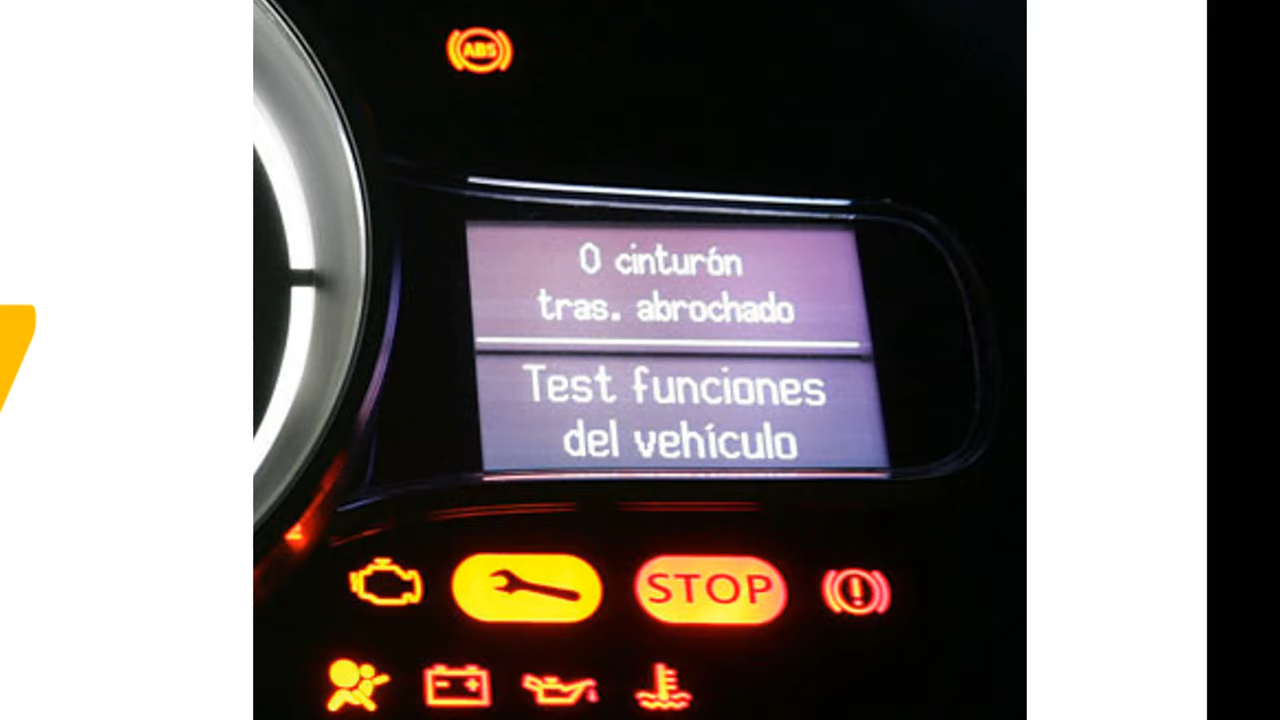 ABS
0 cinturón
tras. abrochado
Test funciones
del vehículo
STOP